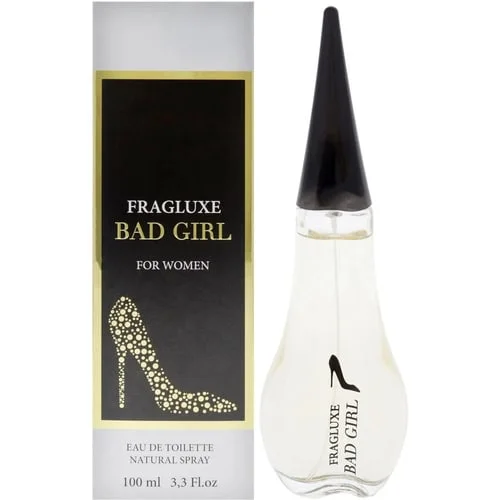 FRAGLUXE
BAD GIRL
FOR WOMEN
EAU DE TOILETTE
NATURAL SPRAY
100 ml 3,3 Fl.oz
FRAGLUXE
BAD GIRL